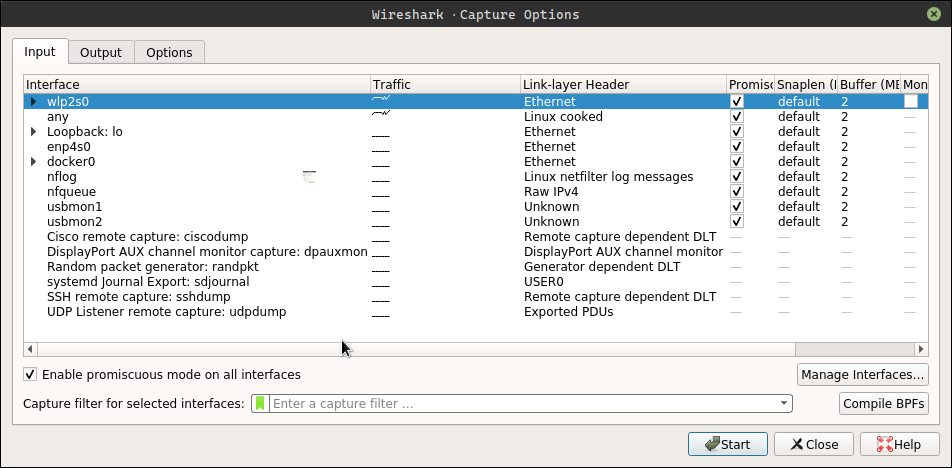 Wireshark · Capture Options
Input Output Options
Interface Traffic Link-layer Header Promisc Snaplen ( Buffer (MB Mon
wlp2s0 Ethernet default 2
any Linux cooked default 2 —
Loopback: lo Ethernet default 2 —
enp4s0 Ethernet default 2 —
docker0 Ethernet default 2 —
nflog Linux netfilter log messages default 2 —
nfqueue Raw IPv4 default 2 —
usbmon1 Unknown default 2 —
usbmon2 Unknown default 2 —
Cisco remote capture: ciscodump Remote capture dependent DLT — — — —
DisplayPort AUX channel monitor capture: dpauxmon DisplayPort AUX channel monitor — — — —
Random packet generator: randpkt Generator dependent DLT — — — —
systemd Journal Export: sdjournal USER0 — — — —
SSH remote capture: sshdump Remote capture dependent DLT — — — —
UDP Listener remote capture: udpdump Exported PDUs — — — —
Enable promiscuous mode on all interfaces Manage Interfaces...
Capture filter for selected interfaces: Enter a capture filter ... Compile BPFs
Start Close Help